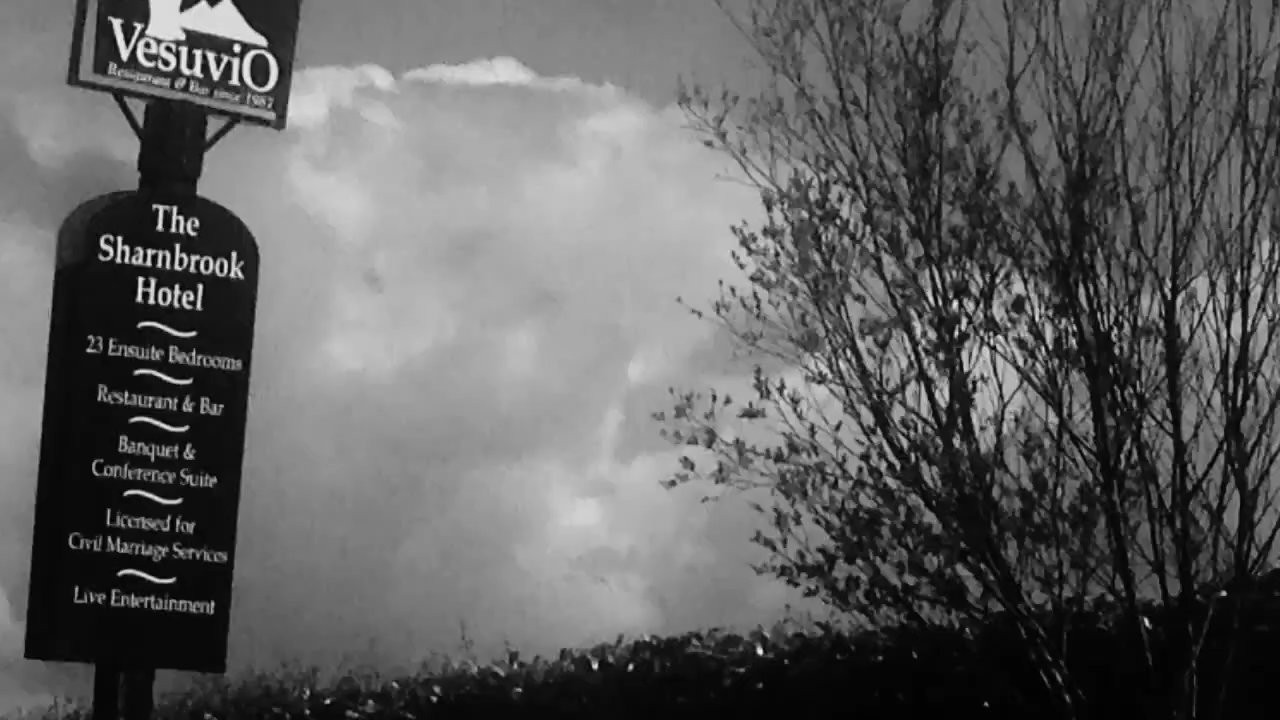 VesuviO
Restaurant & Bar since 1987
The
Sharnbrook
Hotel
23 Ensuite Bedrooms
Restaurant & Bar
Banquet &
Conference Suite
Licensed for
Civil Marriage Services
Live Entertainment